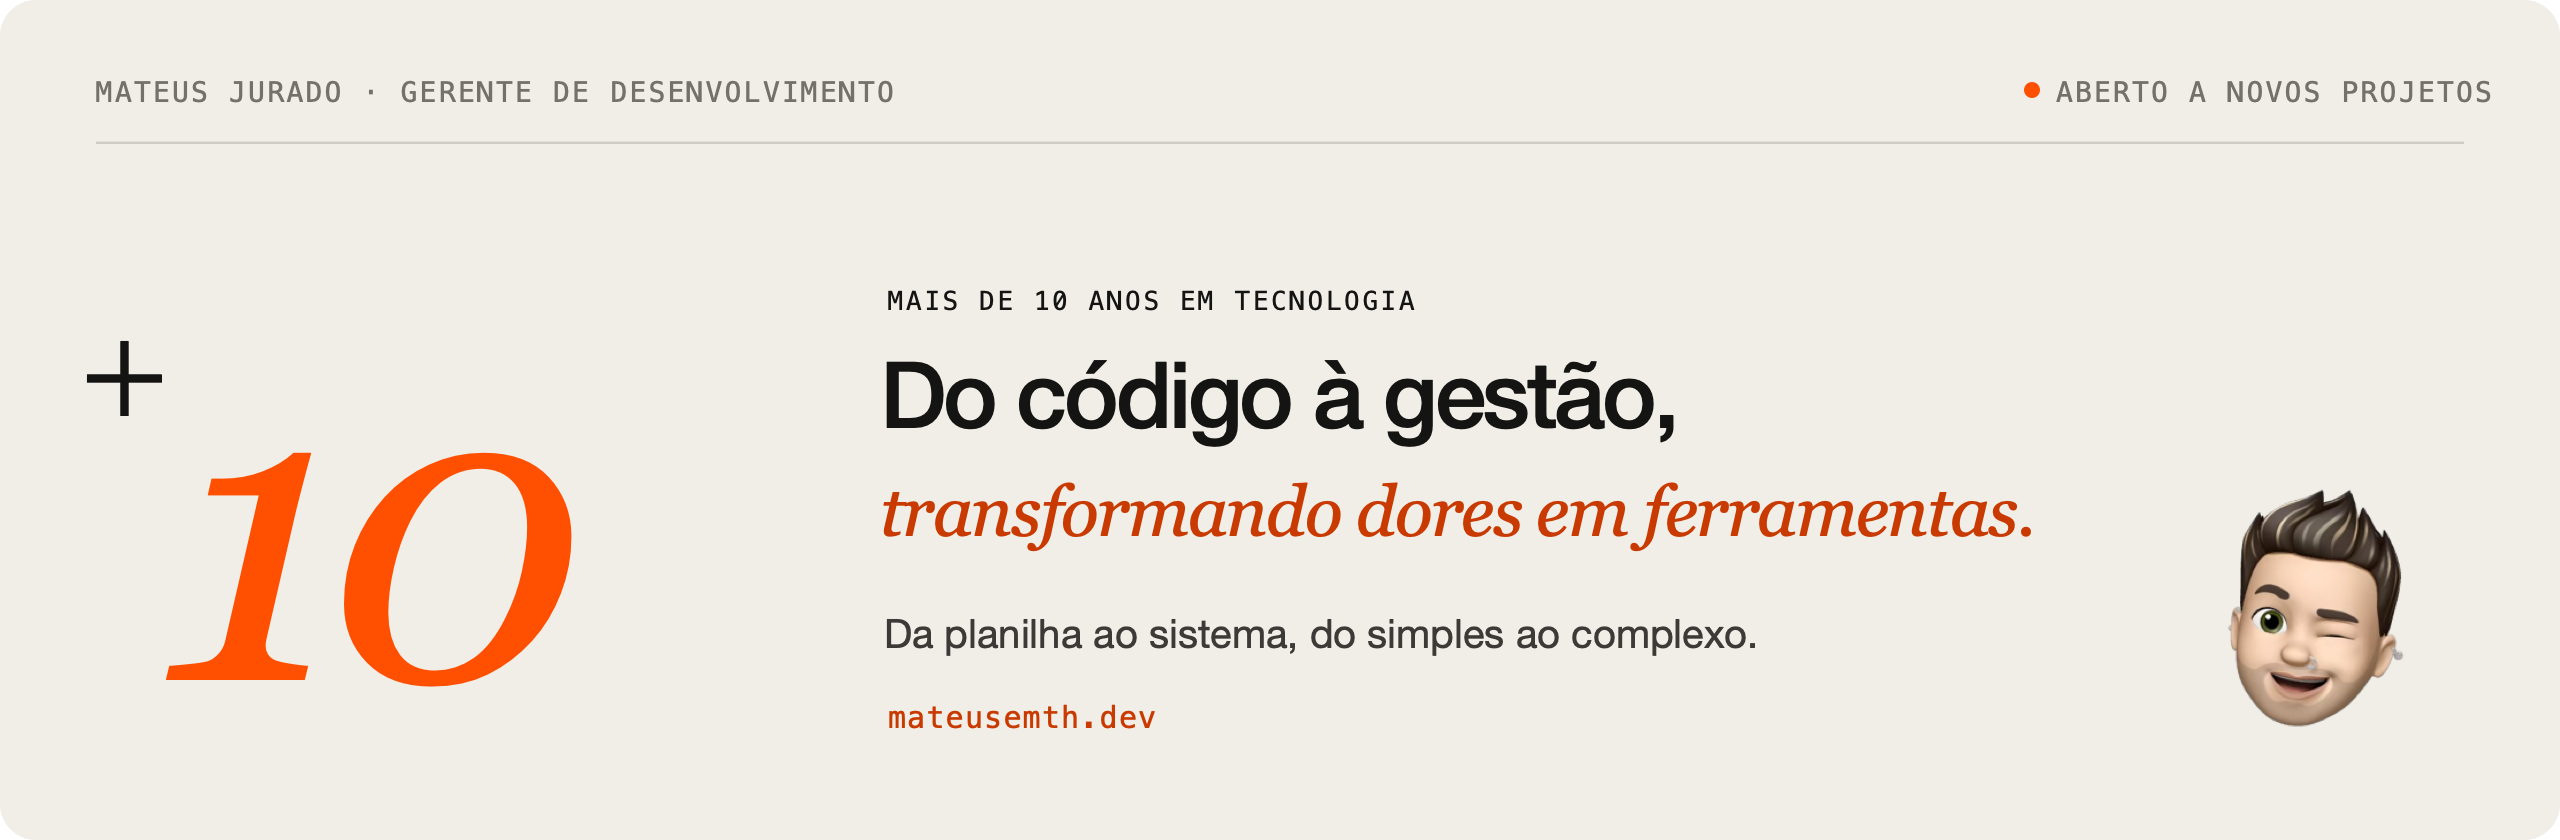 MATEUS JURADO · GERENTE DE DESENVOLVIMENTO
ABERTO A NOVOS PROJETOS
+
10
MAIS DE 10 ANOS EM TECNOLOGIA
Do código à gestão,
transformando dores em ferramentas.
Da planilha ao sistema, do simples ao complexo.
mateusemth.dev